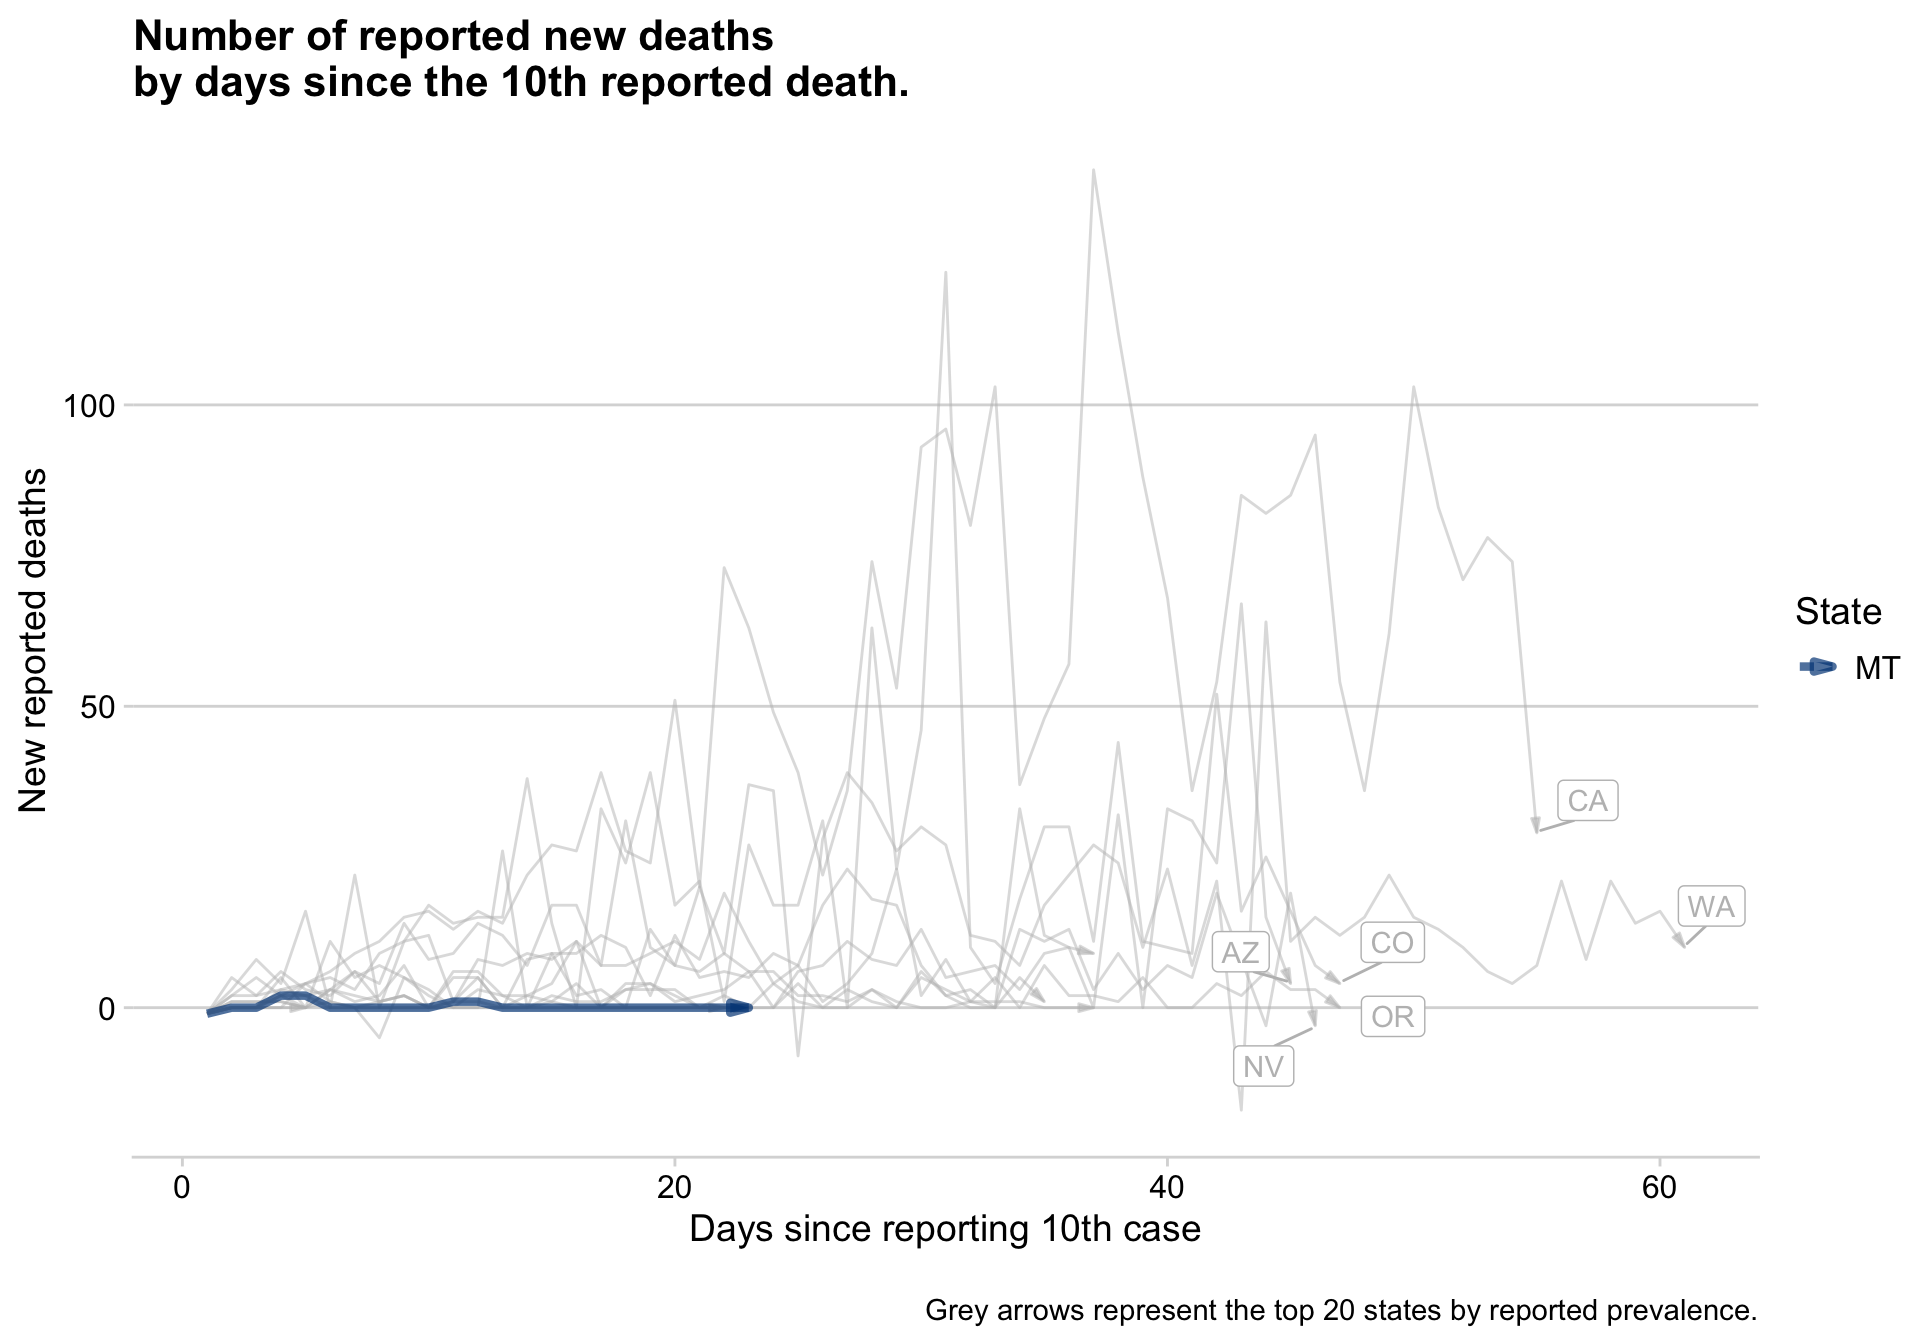 Number of reported new deaths
by days since the 10th reported death.
New reported deaths
100
50
0
CA
WA
AZ
CO
OR
NV
State
MT
0
20
40
60
Days since reporting 10th case
Grey arrows represent the top 20 states by reported prevalence.